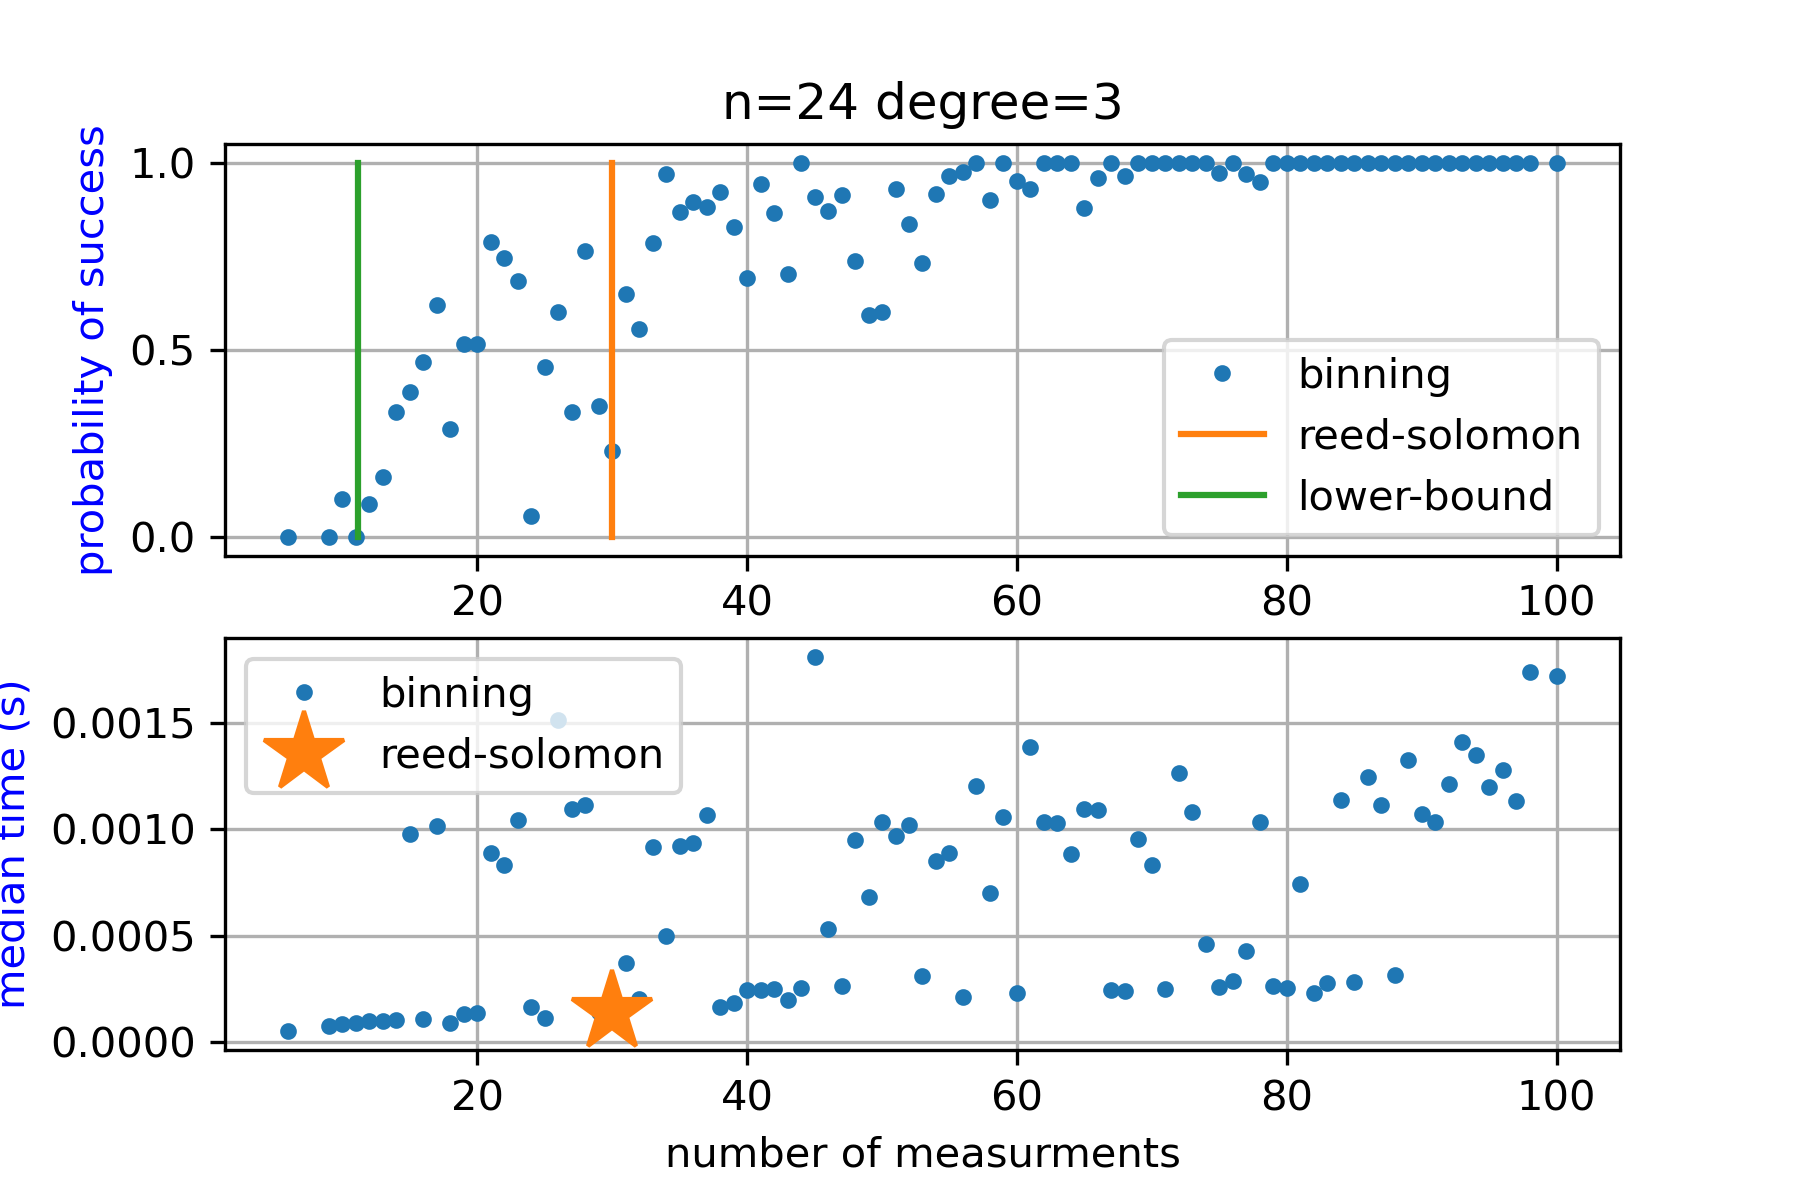 n=24 degree=3
probability of success
1.0
0.5
0.0
binning
reed-solomon
lower-bound
20 40 60 80 100
median time (s)
0.0015
0.0010
0.0005
0.0000
binning
reed-solomon
20 40 60 80 100
number of measurments